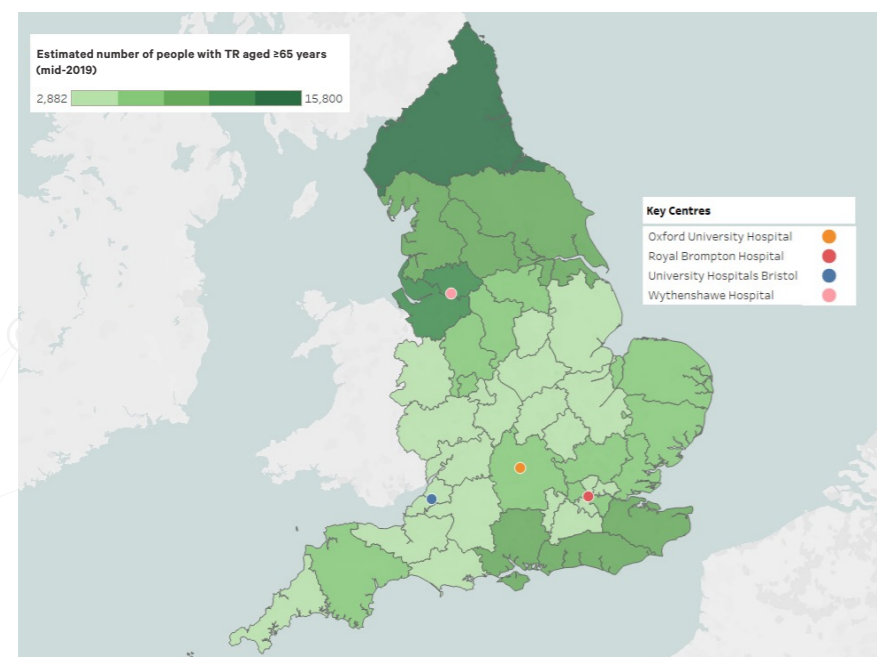 Estimated number of people with TR aged ≥65 years
(mid-2019)
2,882 15,800
Key Centres
Oxford University Hospital
Royal Brompton Hospital
University Hospitals Bristol
Wythenshawe Hospital